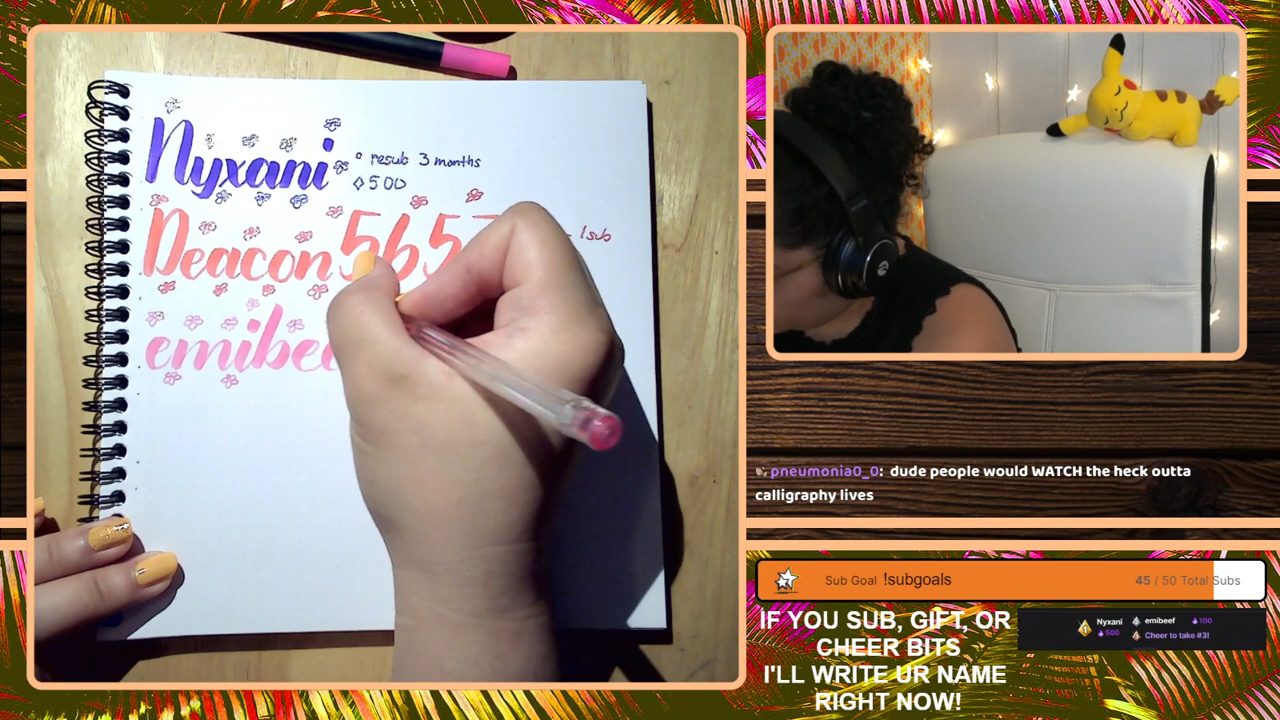 Nyxani
resub 3 months
500
Deacon565
1sub
emibee
pneumonia0_0: dude people would WATCH the heck outta
calligraphy lives
Sub Goal !subgoals
45 / 50 Total Subs
IF YOU SUB, GIFT, OR
CHEER BITS
I'LL WRITE UR NAME
RIGHT NOW!
1 Nyxani
500
emibeef 100
Cheer to take #3!